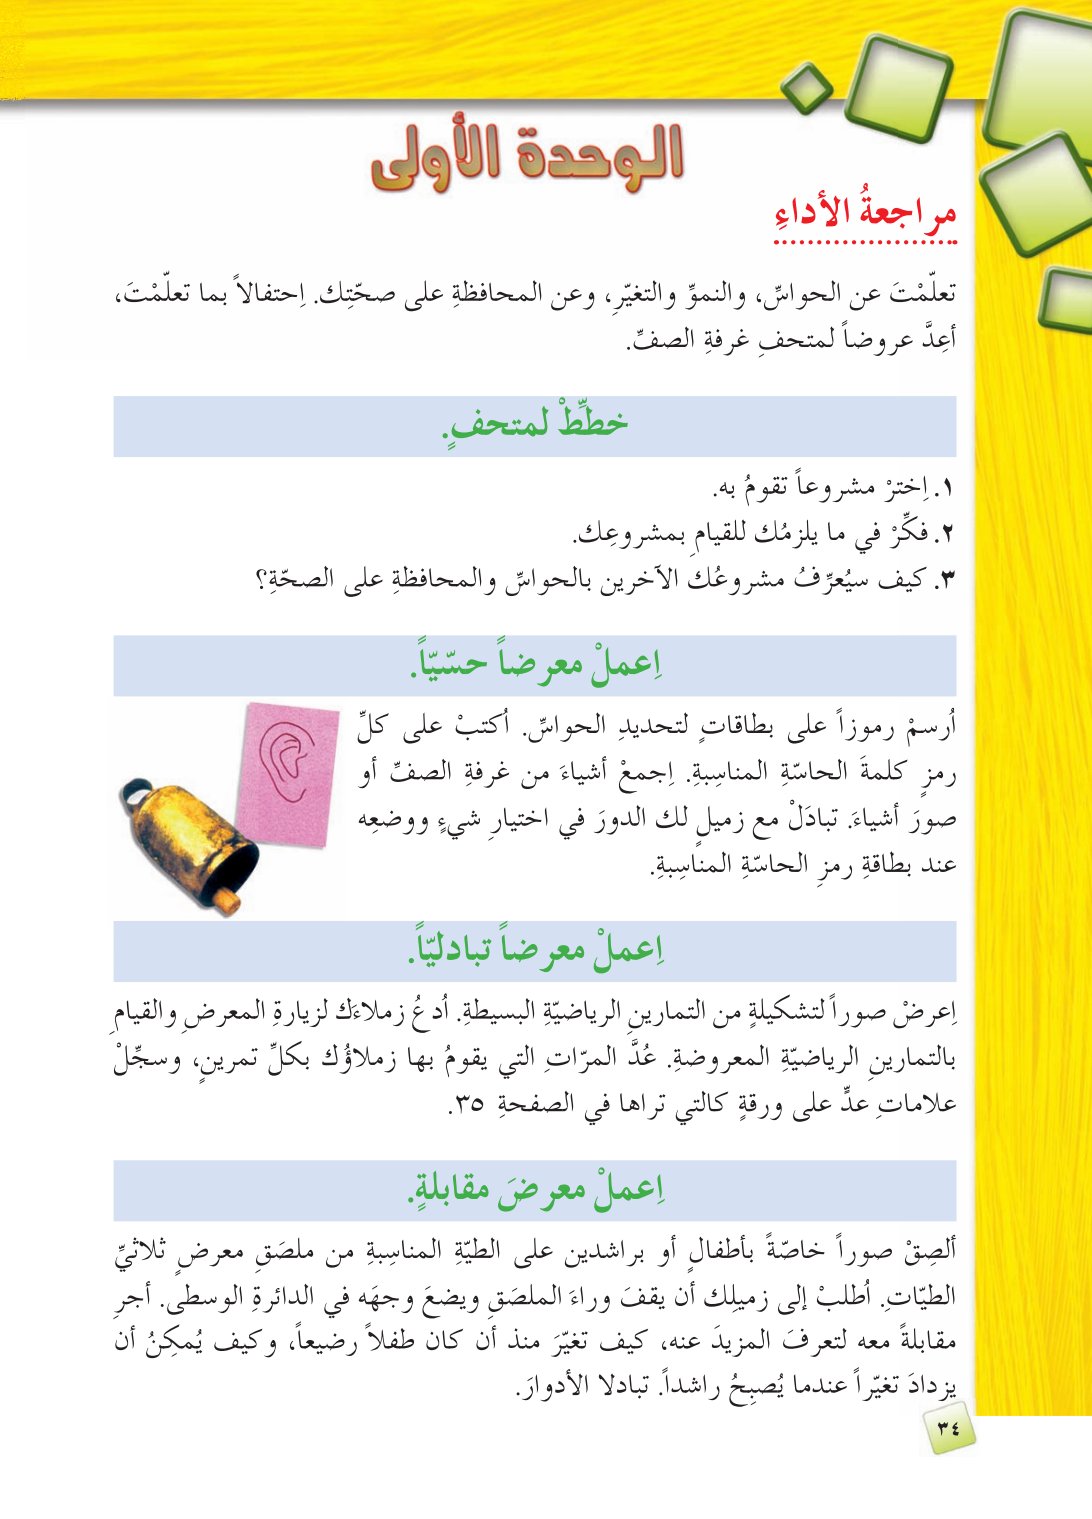 الوحدة الأولى
مراجعةُ الأداءِ
تعلّمْتَ عن الحواسِّ، والنموِّ والتغيّرِ، وعن المحافظةِ على صحّتِك. اِحتفالاً بما تعلّمْتَ،
أعِدَّ عروضاً لمتحفِ غرفةِ الصفِّ.
خطِّطْ لمتحفٍ.
١. اِخترْ مشروعاً تقومُ به.
٢. فكِّرْ في ما يلزمُك للقيامِ بمشروعِك.
٣. كيف سيُعرِّفُ مشروعُك الآخرين بالحواسِّ والمحافظةِ على الصحّةِ؟
اِعملْ معرضاً حسّيّاً.
اُرسمْ رموزاً على بطاقاتٍ لتحديدِ الحواسِّ. اُكتبْ على كلِّ
رمزٍ كلمةَ الحاسّةِ المناسِبةِ. اِجمعْ أشياءَ من غرفةِ الصفِّ أو
صورَ أشياءَ. تبادَلْ مع زميلٍ لك الدورَ في اختيارِ شيءٍ ووضعِه
عند بطاقةِ رمزِ الحاسّةِ المناسِبةِ.
اِعملْ معرضاً تبادليّاً.
اِعرضْ صوراً لتشكيلةٍ من التمارينِ الرياضيّةِ البسيطةِ. اُدعُ زملاءَك لزيارةِ المعرضِ والقيامِ
بالتمارينِ الرياضيّةِ المعروضةِ. عُدَّ المرّاتِ التي يقومُ بها زملاؤُك بكلِّ تمرينٍ، وسجِّلْ
علاماتِ عدٍّ على ورقةٍ كالتي تراها في الصفحةِ ٣٥.
اِعملْ معرضَ مقابلةٍ.
ألصِقْ صوراً خاصّةً بأطفالٍ أو براشدين على الطيّةِ المناسِبةِ من ملصَقِ معرضٍ ثلاثيِّ
الطيّاتِ. اُطلبْ إلى زميلِك أن يقفَ وراءَ الملصَقِ ويضعَ وجهَه في الدائرةِ الوسطى. أجرِ
مقابلةً معه لتعرفَ المزيدَ عنه، كيف تغيّرَ منذ أن كان طفلاً رضيعاً، وكيف يُمكِنُ أن
يزدادَ تغيّراً عندما يُصبِحُ راشداً. تبادلا الأدوارَ.
٣٤